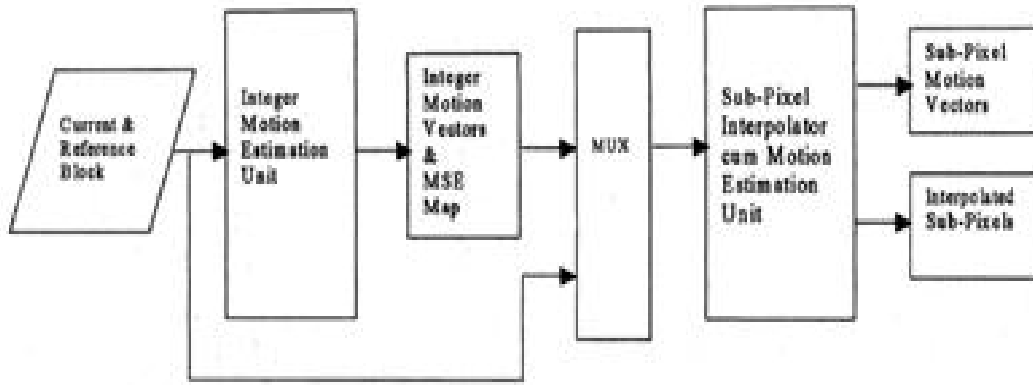 Current &
Reference
Block
Integer
Motion
Estimation
Unit
Integer
Motion
Vectors
&
MSE
Map
MUX
Sub-Pixel
Interpolator
cum Motion
Estimation
Unit
Sub-Pixel
Motion
Vectors
Interpolated
Sub-Pixels